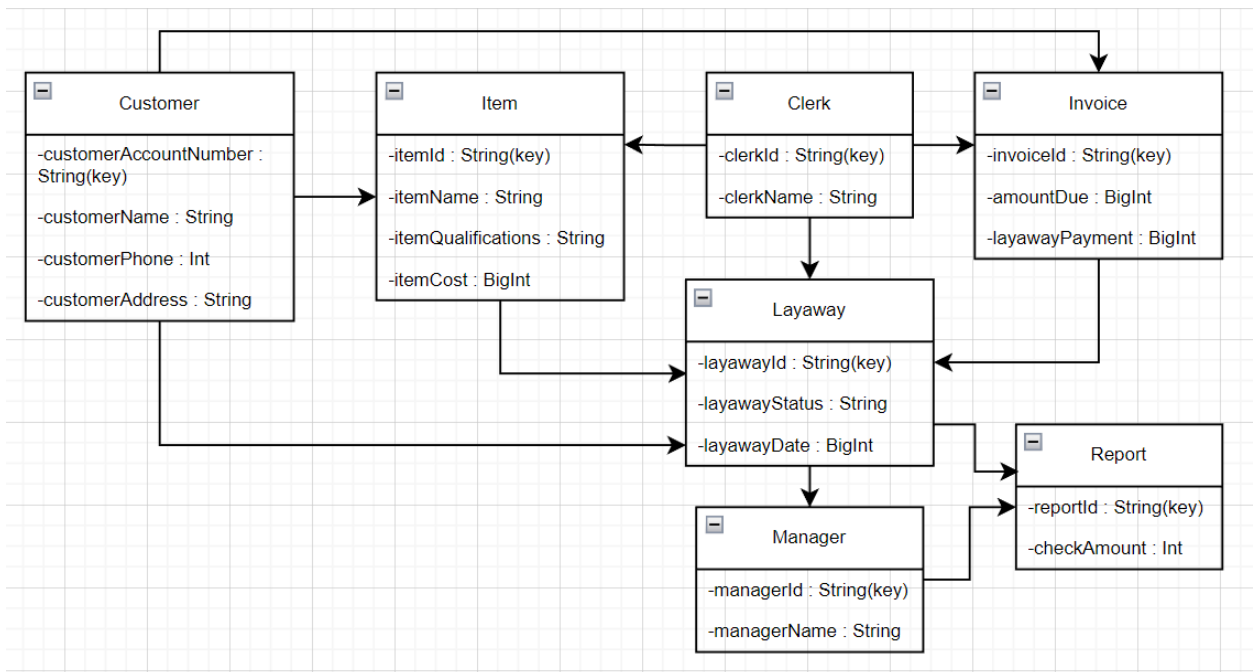 Customer
-customerAccountNumber :
String(key)
-customerName : String
-customerPhone : Int
-customerAddress : String
Item
-itemId : String(key)
-itemName : String
-itemQualifications : String
-itemCost : BigInt
Clerk
-clerkId : String(key)
-clerkName : String
Invoice
-invoiceId : String(key)
-amountDue : BigInt
-layawayPayment : BigInt
Layaway
-layawayId : String(key)
-layawayStatus : String
-layawayDate : BigInt
Report
-reportId : String(key)
-checkAmount : Int
Manager
-managerId : String(key)
-managerName : String